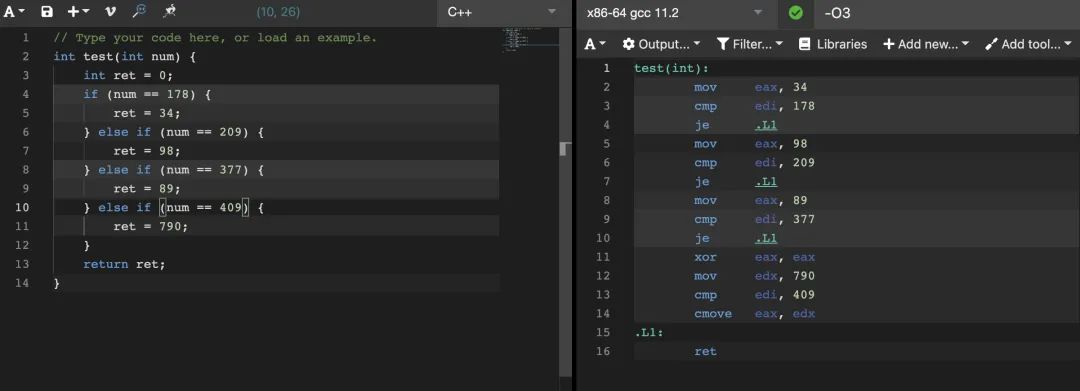 A (10, 26) C++
1 // Type your code here, or load an example.
2 int test(int num) {
3 int ret = 0;
4 if (num == 178) {
5 ret = 34;
6 } else if (num == 209) {
7 ret = 98;
8 } else if (num == 377) {
9 ret = 89;
10 } else if (num == 409) {
11 ret = 790;
12 }
13 return ret;
14 }
x86-64 gcc 11.2 -O3
A Output... Filter... Libraries Add new... Add tool...
1 test(int):
2 mov eax, 34
3 cmp edi, 178
4 je .L1
5 mov eax, 98
6 cmp edi, 209
7 je .L1
8 mov eax, 89
9 cmp edi, 377
10 je .L1
11 xor eax, eax
12 mov edx, 790
13 cmp edi, 409
14 cmove eax, edx
15 .L1:
16 ret